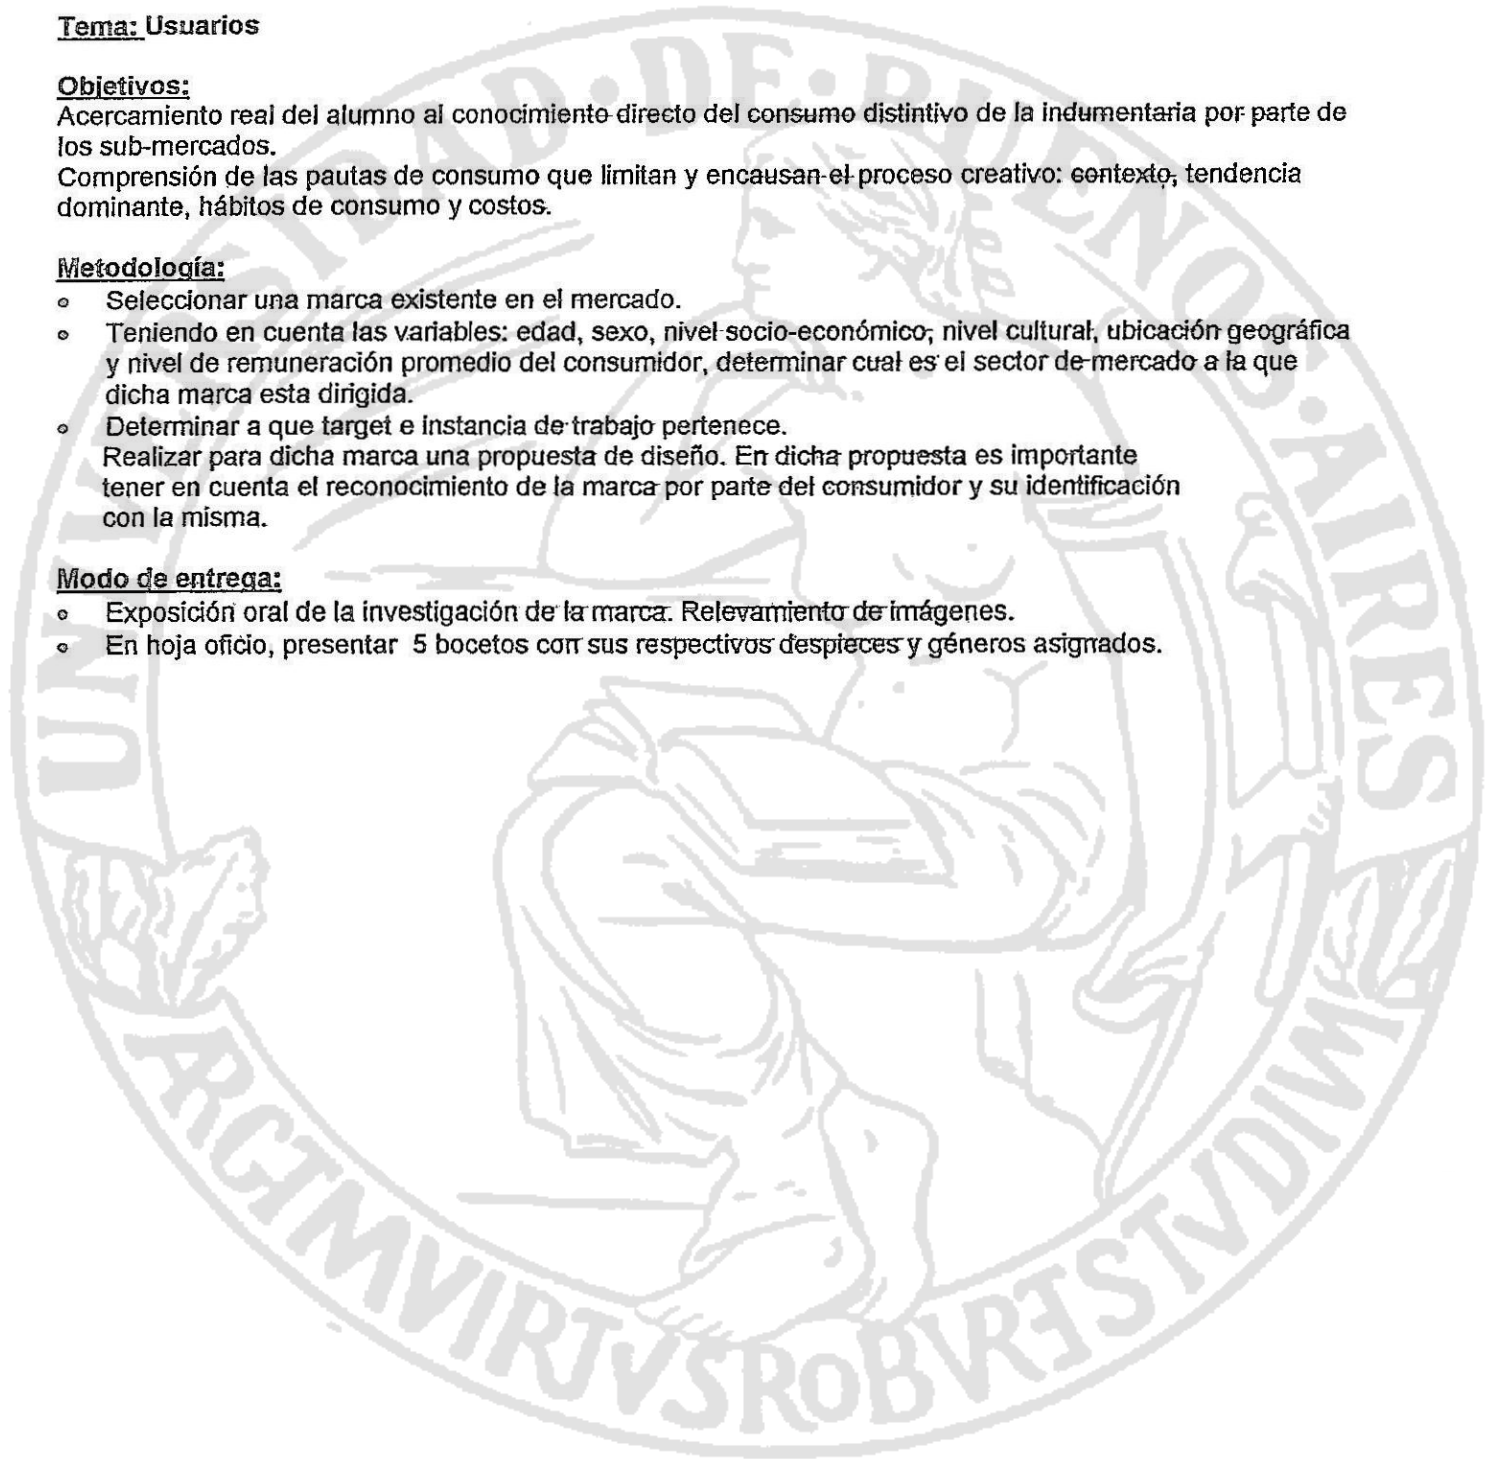 Tema: Usuarios
Objetivos:
Acercamiento real del alumno al conocimiento directo del consumo distintivo de la indumentaria por parte de
los sub-mercados.
Comprensión de las pautas de consumo que limitan y encausan el proceso creativo: contexto, tendencia
dominante, hábitos de consumo y costos.
Metodología:
° Seleccionar una marca existente en el mercado.
° Teniendo en cuenta las variables: edad, sexo, nivel socio-económico, nivel cultural, ubicación geográfica
y nivel de remuneración promedio del consumidor, determinar cual es el sector de mercado a la que
dicha marca esta dirigida.
° Determinar a que target e instancia de trabajo pertenece.
Realizar para dicha marca una propuesta de diseño. En dicha propuesta es importante
tener en cuenta el reconocimiento de la marca por parte del consumidor y su identificación
con la misma.
Modo de entrega:
° Exposición oral de la investigación de la marca. Relevamiento de imágenes.
° En hoja oficio, presentar 5 bocetos con sus respectivos despieces y géneros asignados.
UNIVERSIDAD·DE·BUENOS·AIRES
ARGT·MVIRTVSROBVRESTVDIVM